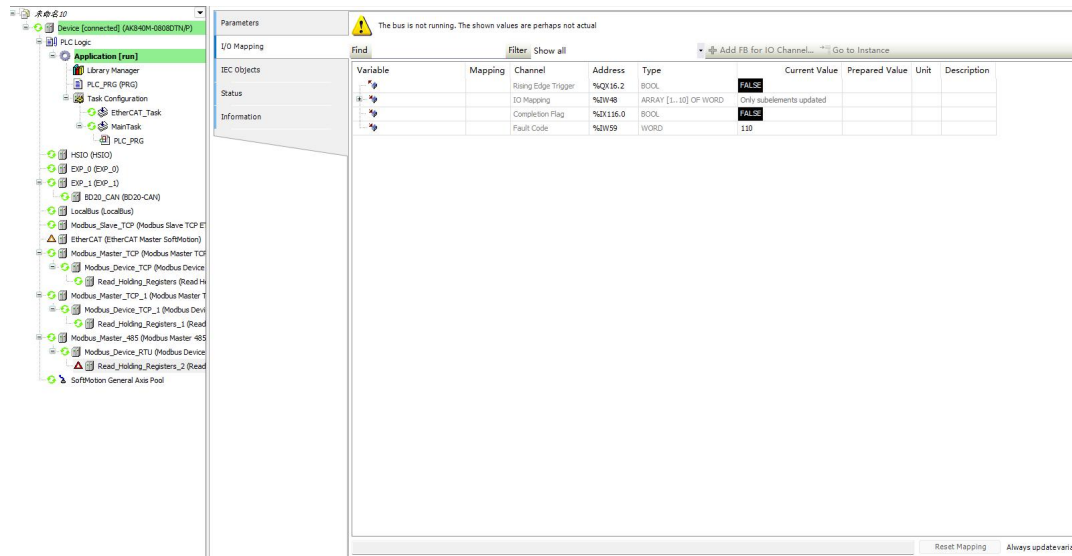 未命名10
Device [connected] (AK840M-0808DTN/P)
PLC Logic
Application [run]
Library Manager
PLC_PRG (PRG)
Task Configuration
EtherCAT_Task
MainTask
PLC_PRG
HSIO (HSIO)
EXP_0 (EXP_0)
EXP_1 (EXP_1)
BD20_CAN (BD20-CAN)
LocalBus (LocalBus)
Modbus_Slave_TCP (Modbus Slave TCP E
EtherCAT (EtherCAT Master SoftMotion)
Modbus_Master_TCP (Modbus Master TCP
Modbus_Device_TCP (Modbus Device
Read_Holding_Registers (Read H
Modbus_Master_TCP_1 (Modbus Master T
Modbus_Device_TCP_1 (Modbus Devi
Read_Holding_Registers_1 (Read
Modbus_Master_485 (Modbus Master 485
Modbus_Device_RTU (Modbus Device
Read_Holding_Registers_2 (Read
SoftMotion General Axis Pool
Parameters
I/O Mapping
IEC Objects
Status
Information
The bus is not running. The shown values are perhaps not actual
Find Filter Show all Add FB for IO Channel... Go to Instance
Variable Mapping Channel Address Type Current Value Prepared Value Unit Description
Rising Edge Trigger %QX16.2 BOOL FALSE
IO Mapping %IW48 ARRAY [1..10] OF WORD Only subelements updated
Completion Flag %IX116.0 BOOL FALSE
Fault Code %IW59 WORD 110
Reset Mapping Always update varia